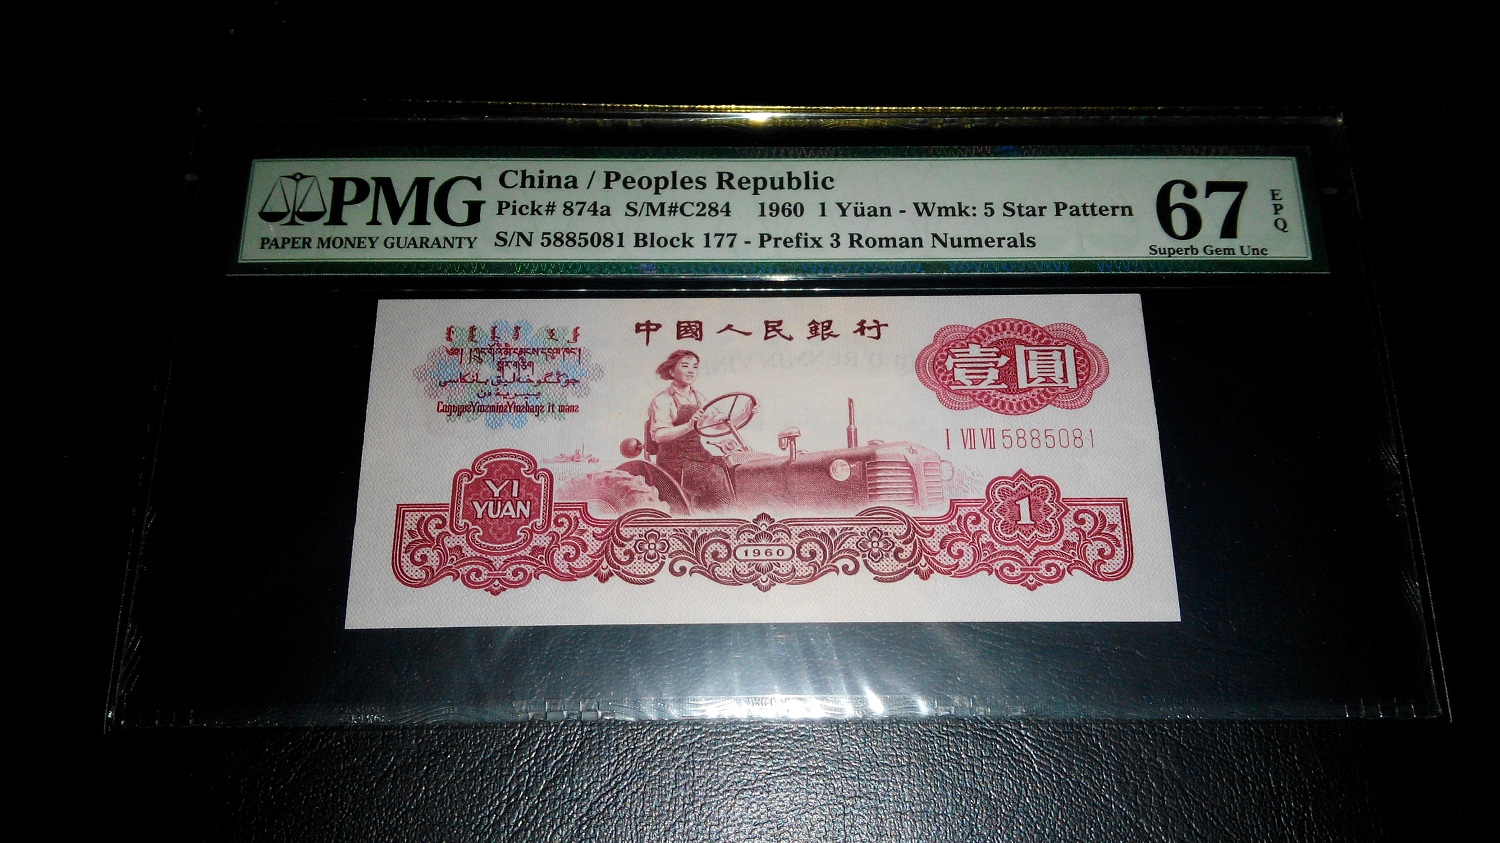 PMG
PAPER MONEY GUARANTY
China / Peoples Republic
Pick# 874a S/M#C284 1960 1 Yüan - Wmk: 5 Star Pattern
S/N 5885081 Block 177 - Prefix 3 Roman Numerals
67
EPQ
Superb Gem Unc
中國人民銀行
壹圓
I VII VII 5885081
YI
YUAN
1
1960